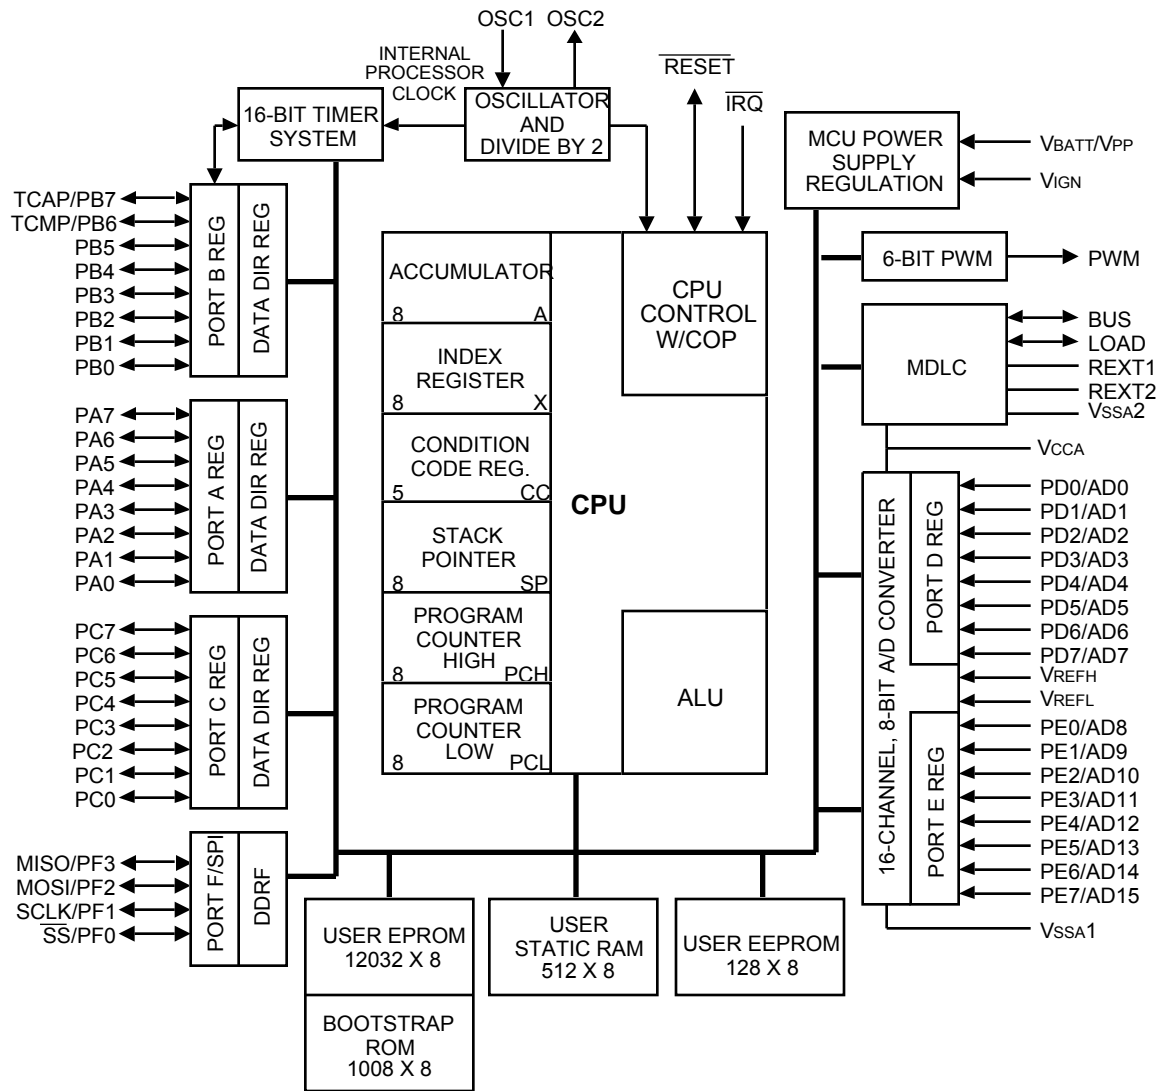 OSC1 OSC2
INTERNAL
PROCESSOR
CLOCK
RESET
IRQ
16-BIT TIMER
SYSTEM
OSCILLATOR
AND
DIVIDE BY 2
MCU POWER
SUPPLY
REGULATION
VBATT/VPP
VIGN
TCAP/PB7
TCMP/PB6
PB5
PB4
PB3
PB2
PB1
PB0
PORT B REG
DATA DIR REG
6-BIT PWM
PWM
MDLC
BUS
LOAD
REXT1
REXT2
VSSA2
VCCA
ACCUMULATOR
8 A
INDEX
REGISTER
8 X
CONDITION
CODE REG.
5 CC
STACK
POINTER
8 SP
PROGRAM
COUNTER
HIGH
8 PCH
PROGRAM
COUNTER
LOW
8 PCL
CPU
CPU
CONTROL
W/COP
ALU
PA7
PA6
PA5
PA4
PA3
PA2
PA1
PA0
PORT A REG
DATA DIR REG
PC7
PC6
PC5
PC4
PC3
PC2
PC1
PC0
PORT C REG
DATA DIR REG
MISO/PF3
MOSI/PF2
SCLK/PF1
SS/PF0
PORT F/SPI
DDRF
16-CHANNEL, 8-BIT A/D CONVERTER
PORT D REG
PORT E REG
PD0/AD0
PD1/AD1
PD2/AD2
PD3/AD3
PD4/AD4
PD5/AD5
PD6/AD6
PD7/AD7
VREFH
VREFL
PE0/AD8
PE1/AD9
PE2/AD10
PE3/AD11
PE4/AD12
PE5/AD13
PE6/AD14
PE7/AD15
VSSA1
USER EPROM
12032 X 8
BOOTSTRAP
ROM
1008 X 8
USER
STATIC RAM
512 X 8
USER EEPROM
128 X 8